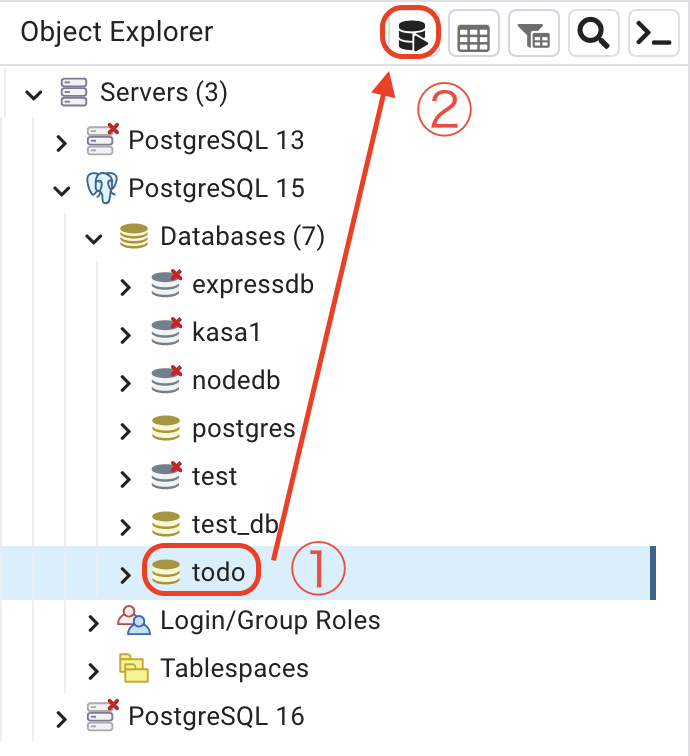 Object Explorer
②
Servers (3)
PostgreSQL 13
PostgreSQL 15
Databases (7)
expressdb
kasa1
nodedb
postgres
test
test_db
todo
①
Login/Group Roles
Tablespaces
PostgreSQL 16